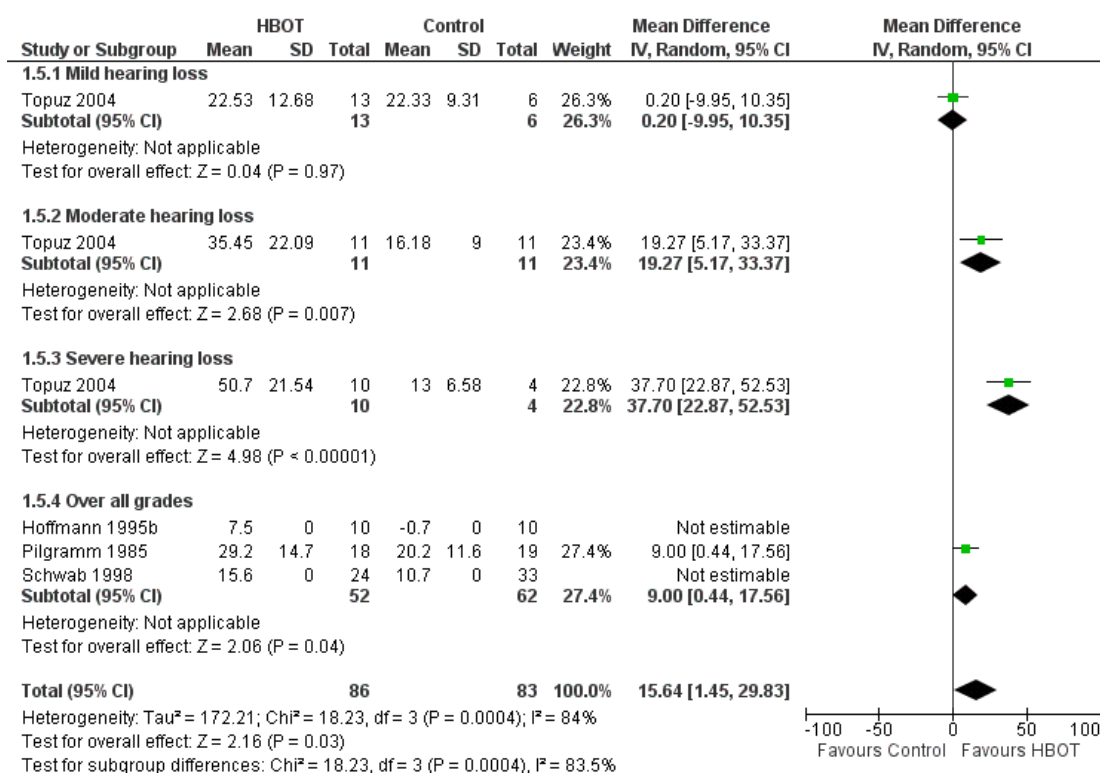 HBOT Control Mean Difference Mean Difference
Study or Subgroup Mean SD Total Mean SD Total Weight IV, Random, 95% CI IV, Random, 95% CI
1.5.1 Mild hearing loss
Topuz 2004 22.53 12.68 13 22.33 9.31 6 26.3% 0.20 [-9.95, 10.35]
Subtotal (95% CI) 13 6 26.3% 0.20 [-9.95, 10.35]
Heterogeneity: Not applicable
Test for overall effect: Z = 0.04 (P = 0.97)
1.5.2 Moderate hearing loss
Topuz 2004 35.45 22.09 11 16.18 9 11 23.4% 19.27 [5.17, 33.37]
Subtotal (95% CI) 11 11 23.4% 19.27 [5.17, 33.37]
Heterogeneity: Not applicable
Test for overall effect: Z = 2.68 (P = 0.007)
1.5.3 Severe hearing loss
Topuz 2004 50.7 21.54 10 13 6.58 4 22.8% 37.70 [22.87, 52.53]
Subtotal (95% CI) 10 4 22.8% 37.70 [22.87, 52.53]
Heterogeneity: Not applicable
Test for overall effect: Z = 4.98 (P < 0.00001)
1.5.4 Over all grades
Hoffmann 1995b 7.5 0 10 -0.7 0 10 Not estimable
Pilgramm 1985 29.2 14.7 18 20.2 11.6 19 27.4% 9.00 [0.44, 17.56]
Schwab 1998 15.6 0 24 10.7 0 33 Not estimable
Subtotal (95% CI) 52 62 27.4% 9.00 [0.44, 17.56]
Heterogeneity: Not applicable
Test for overall effect: Z = 2.06 (P = 0.04)
Total (95% CI) 86 83 100.0% 15.64 [1.45, 29.83]
Heterogeneity: Tau² = 172.21; Chi² = 18.23, df = 3 (P = 0.0004); I² = 84%
Test for overall effect: Z = 2.16 (P = 0.03)
Test for subgroup differences: Chi² = 18.23, df = 3 (P = 0.0004), I² = 83.5%
-100 -50 0 50 100
Favours Control Favours HBOT